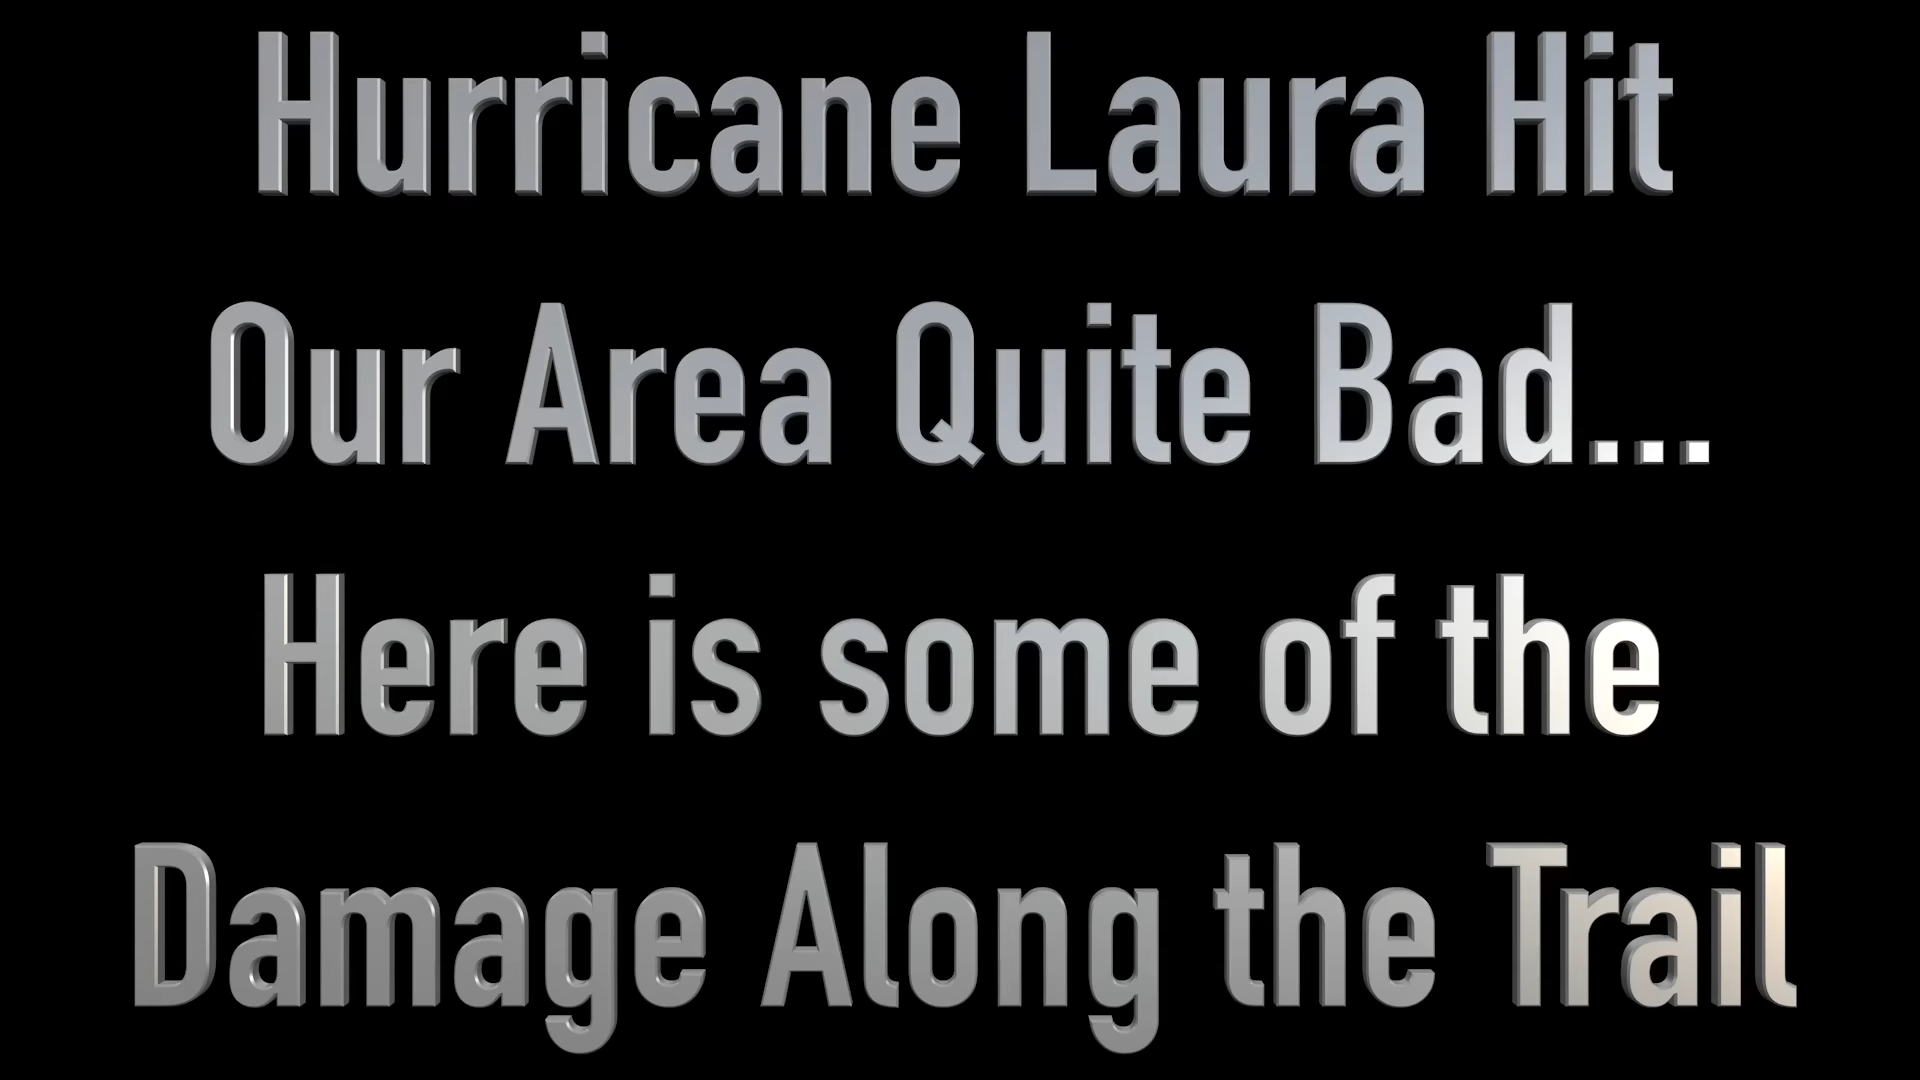 Hurricane Laura Hit
Our Area Quite Bad...
Here is some of the
Damage Along the Trail